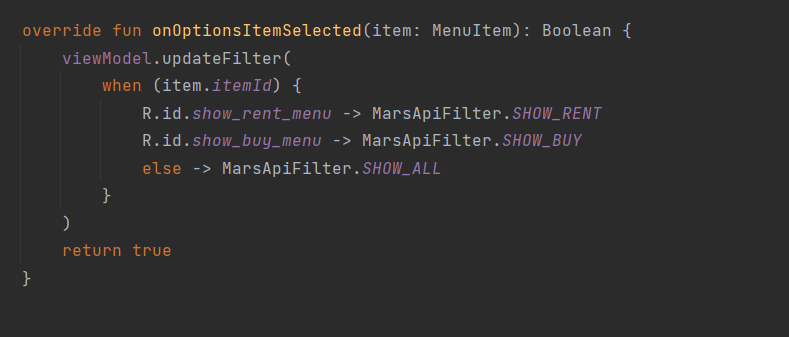 override fun onOptionsItemSelected(item: MenuItem): Boolean {
    viewModel.updateFilter(
        when (item.itemId) {
            R.id.show_rent_menu -> MarsApiFilter.SHOW_RENT
            R.id.show_buy_menu -> MarsApiFilter.SHOW_BUY
            else -> MarsApiFilter.SHOW_ALL
        }
    )
    return true
}